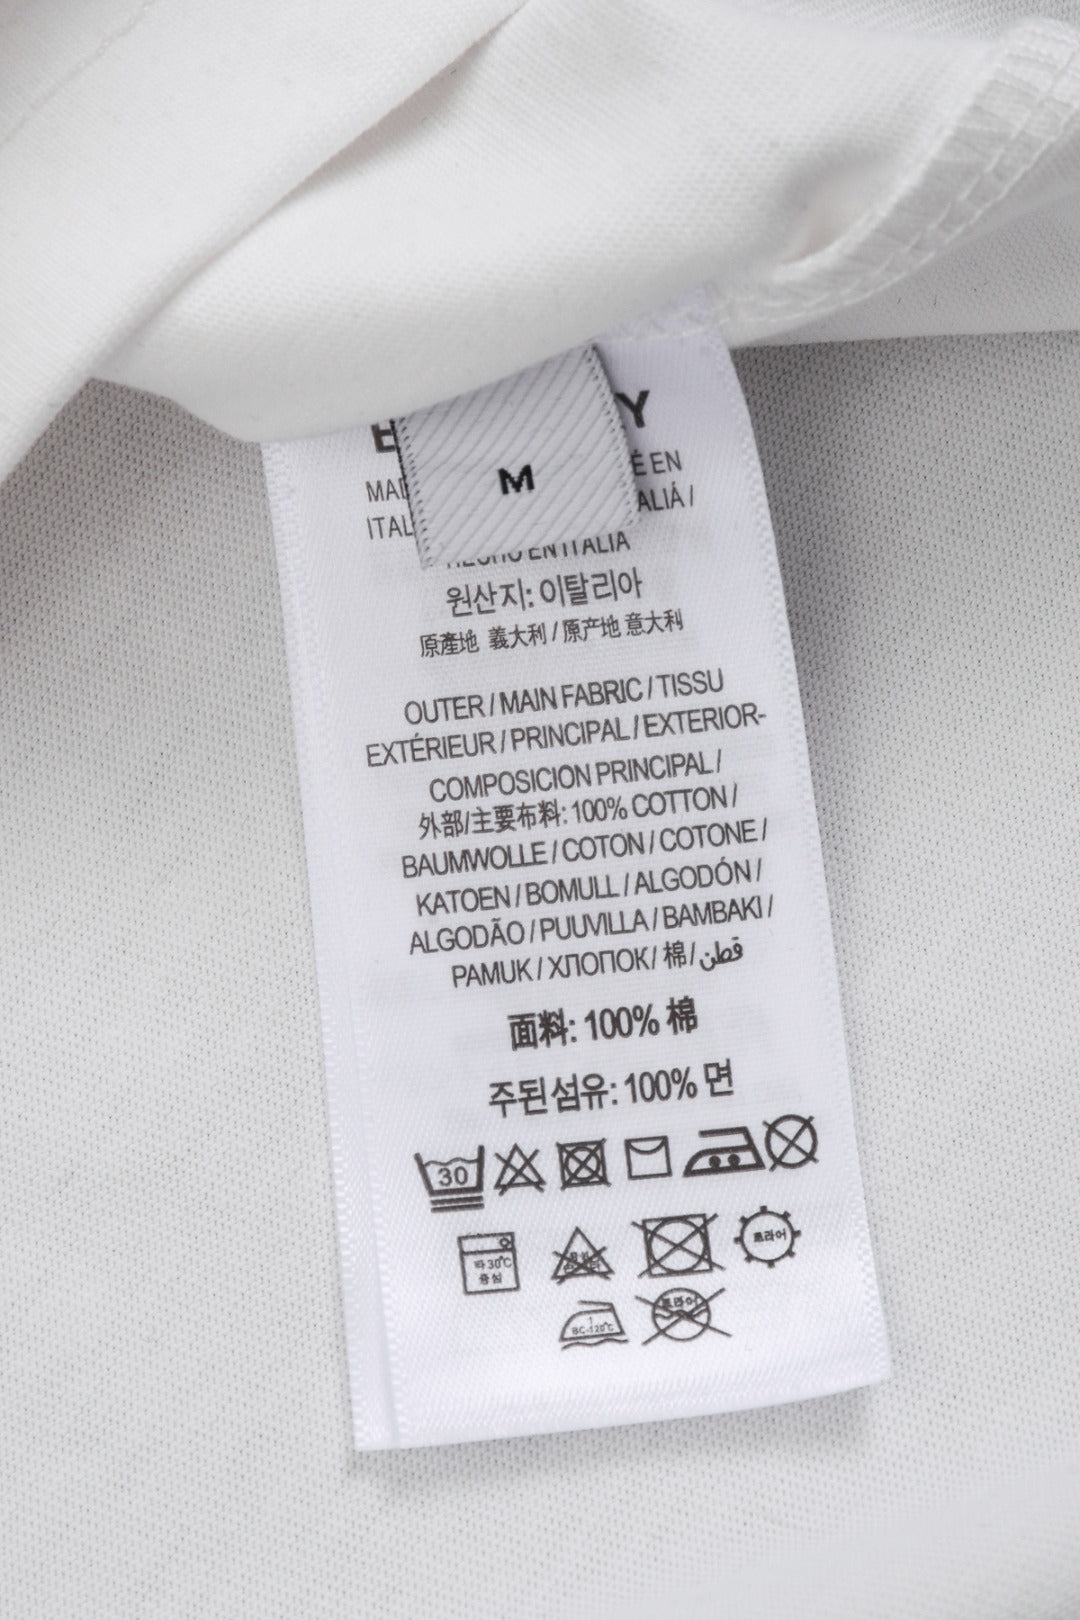 M
Y
É EN
ALIÁ /
ITALIA
원산지: 이탈리아
原產地 義大利 / 原产地 意大利
OUTER / MAIN FABRIC / TISSU
EXTÉRIEUR / PRINCIPAL / EXTERIOR-
COMPOSICION PRINCIPAL /
外部/主要布料: 100% COTTON /
BAUMWOLLE / COTON / COTONE /
KATOEN / BOMULL / ALGODÓN /
ALGODÃO / PUUVILLA / BAMBAKI /
PAMUK / ХЛОПОК / 棉 / قطن
面料: 100% 棉
주된섬유: 100% 면
30
30℃